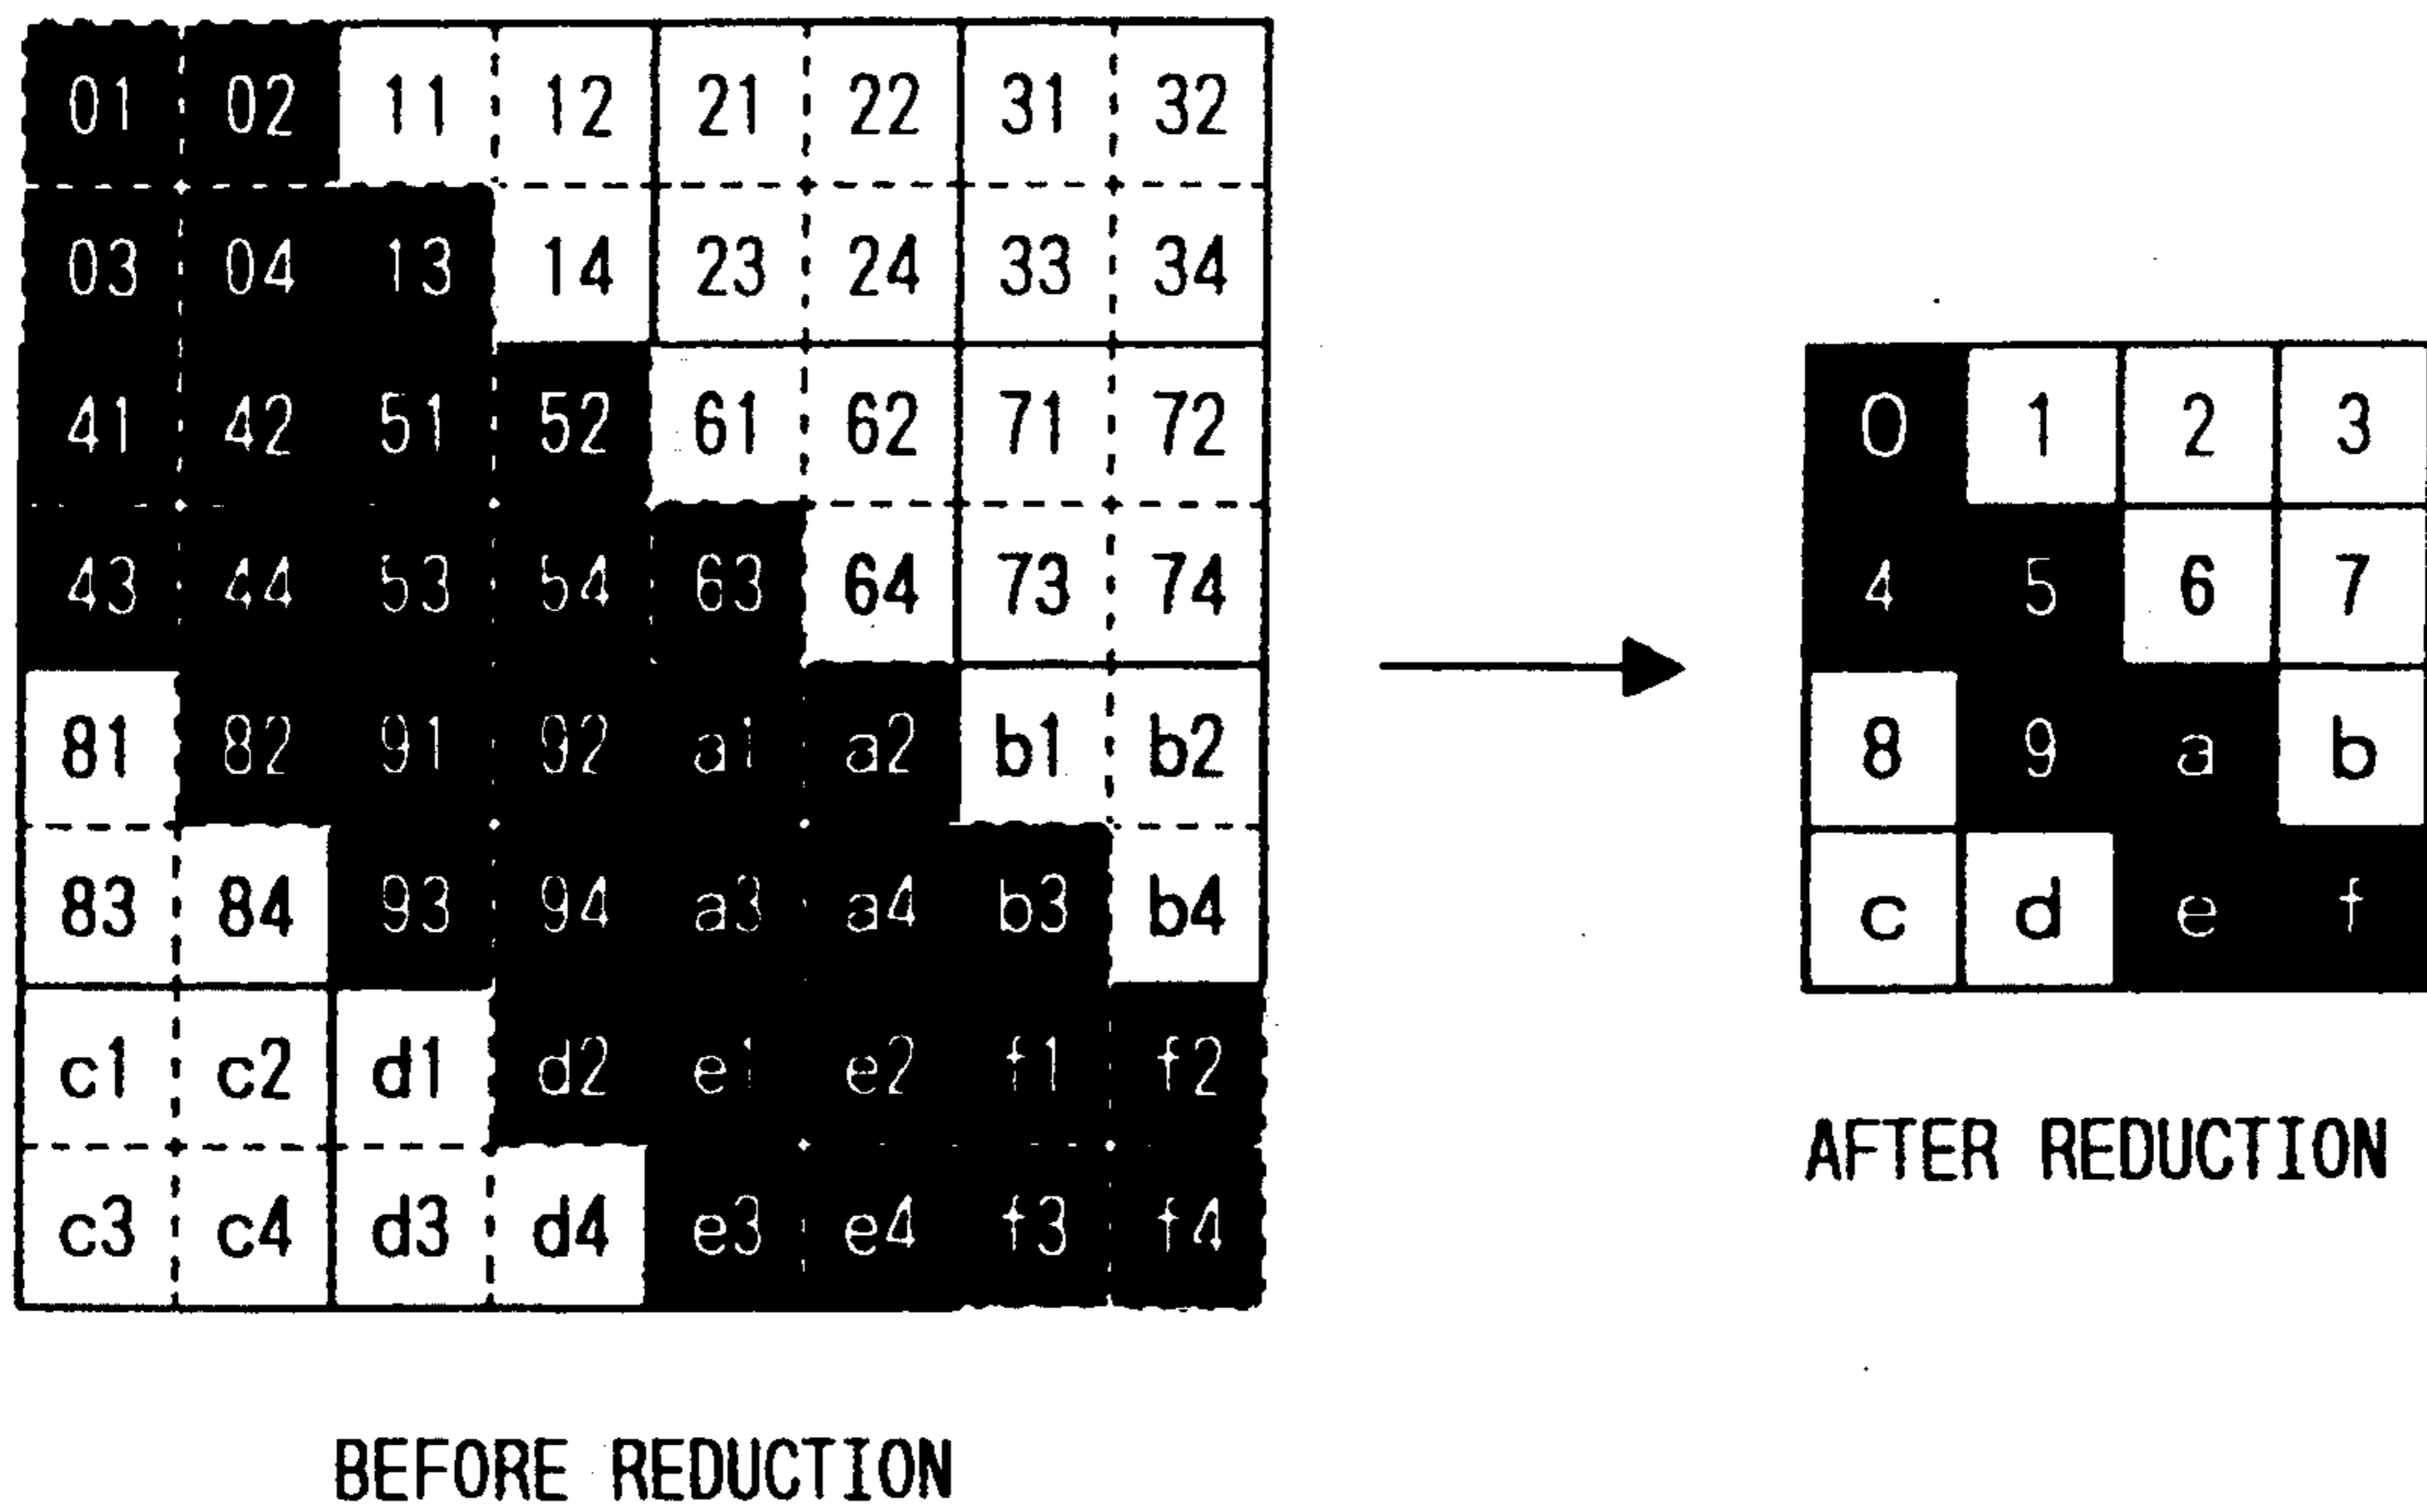 01 02 11 12 21 22 31 32
03 04 13 14 23 24 33 34
41 42 51 52 61 62 71 72
43 44 53 54 63 64 73 74
81 82 91 92 a1 a2 b1 b2
83 84 93 94 a3 a4 b3 b4
c1 c2 d1 d2 e1 e2 f1 f2
c3 c4 d3 d4 e3 e4 f3 f4
BEFORE REDUCTION
0 1 2 3
4 5 6 7
8 9 a b
c d e f
AFTER REDUCTION